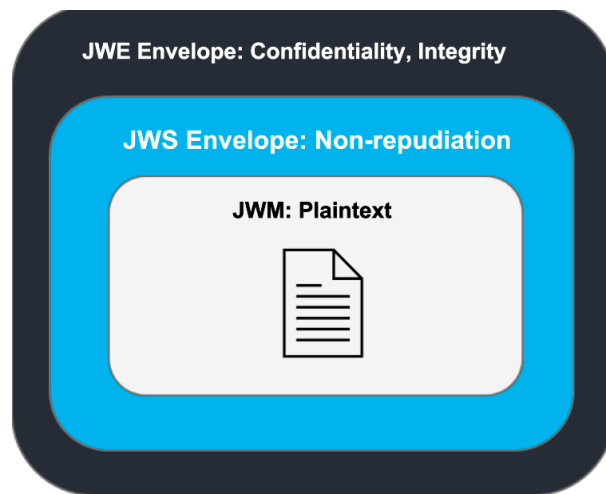 JWE Envelope: Confidentiality, Integrity
JWS Envelope: Non-repudiation
JWM: Plaintext